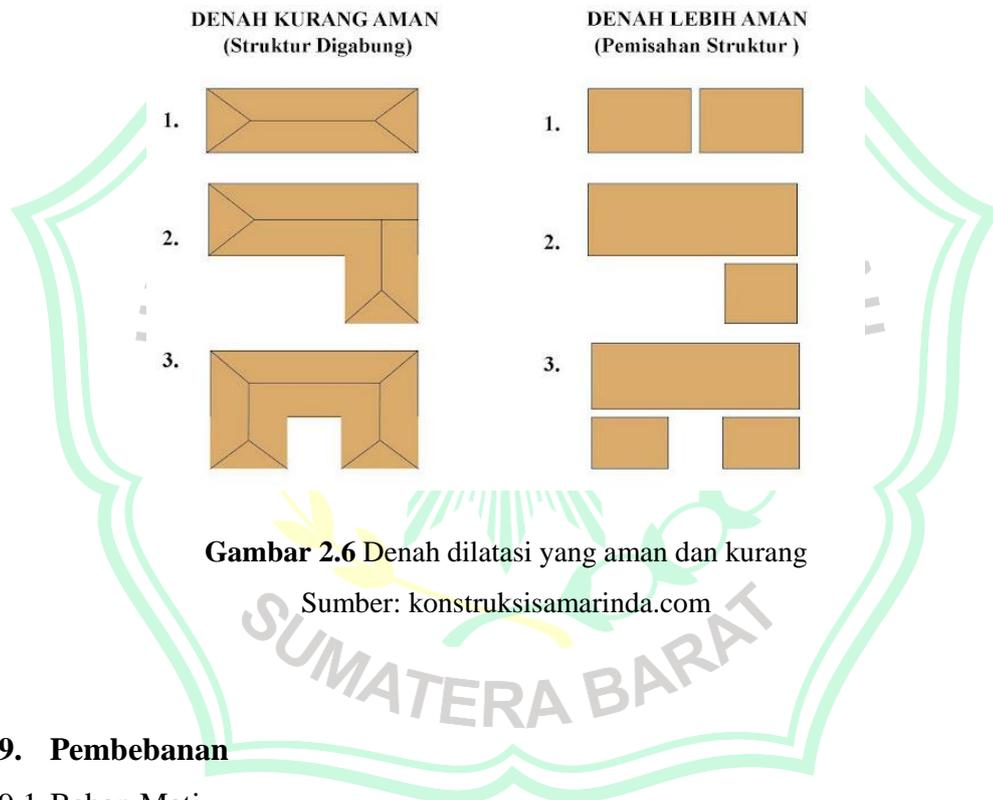 DENAH KURANG AMAN
(Struktur Digabung)
DENAH LEBIH AMAN
(Pemisahan Struktur )
1.
1.
2.
2.
3.
3.
Gambar 2.6 Denah dilatasi yang aman dan kurang
Sumber: konstruksisamarinda.com
SUMATERA BARAT
9. Pembebanan